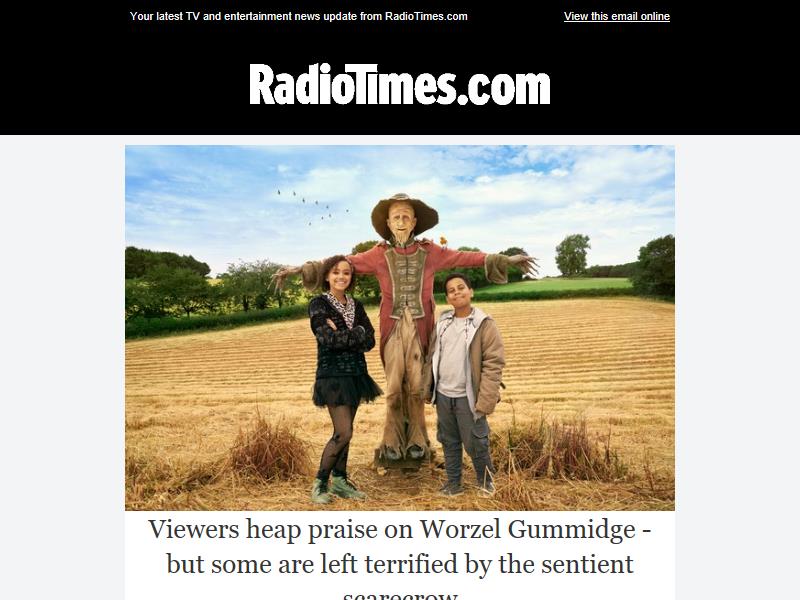 Your latest TV and entertainment news update from RadioTimes.com
View this email online
RadioTimes.com
Viewers heap praise on Worzel Gummidge -
but some are left terrified by the sentient
scarecrow